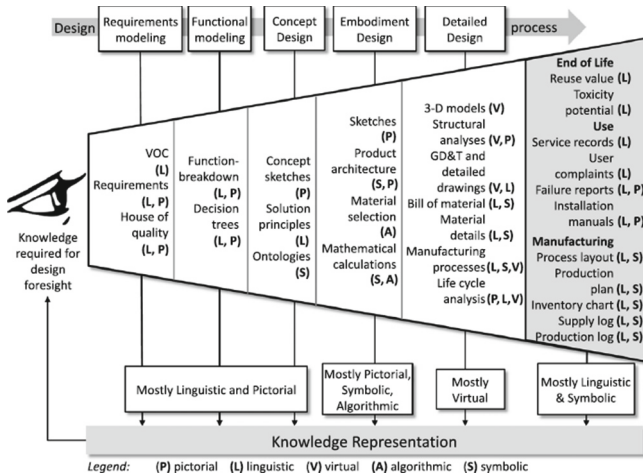 Design
Requirements
modeling
Functional
modeling
Concept
Design
Embodiment
Design
Detailed
Design
process
VOC
(L)
Requirements
(L, P)
House of
quality
(L, P)
Function-
breakdown
(L, P)
Decision
trees
(L, P)
Concept
sketches
(P)
Solution
principles
(L)
Ontologies
(S)
Sketches
(P)
Product
architecture
(S, P)
Material
selection
(A)
Mathematical
calculations
(S, A)
3-D models (V)
Structural
analyses (V, P)
GD&T and
detailed
drawings (V, L)
Bill of material (L, S)
Material
details (L, S)
Manufacturing
processes (L, S,V)
Life cycle
analysis (P, L, V)
End of Life
Reuse value (L)
Toxicity
potential (L)
Use
Service records (L)
User
complaints (L)
Failure reports (L, P)
Installation
manuals (L, P)
Manufacturing
Process layout (L, S)
Production
plan (L, S)
Inventory chart (L, S)
Supply log (L, S)
Production log (L, S)
Knowledge
required for
design
foresight
Mostly Linguistic and Pictorial
Mostly Pictorial,
Symbolic,
Algorithmic
Mostly
Virtual
Mostly Linguistic
& Symbolic
Knowledge Representation
Legend: (P) pictorial (L) linguistic (V) virtual (A) algorithmic (S) symbolic